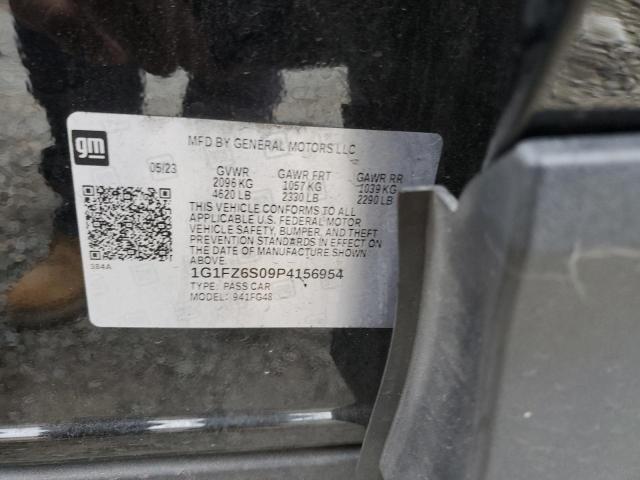 gm
MFD BY GENERAL MOTORS LLC
05/23
GVWR GAWR FRT GAWR RR
2096 KG 1057 KG 1039 KG
4620 LB 2330 LB 2290 LB
THIS VEHICLE CONFORMS TO ALL
APPLICABLE U.S. FEDERAL MOTOR
VEHICLE SAFETY, BUMPER, AND THEFT
PREVENTION STANDARDS IN EFFECT ON
THE DATE OF MANUFACTURE SHOWN
ABOVE.
384A
1G1FZ6S09P4156954
TYPE: PASS CAR
MODEL: 941FG48